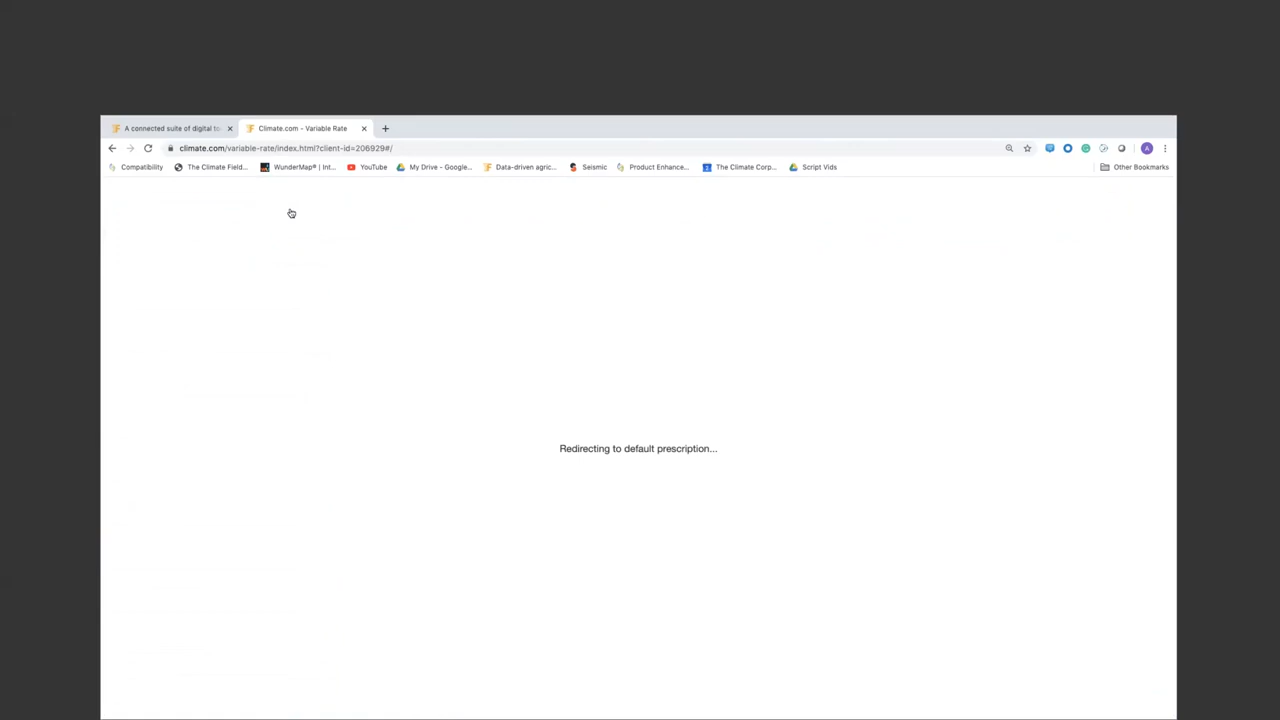 A connected suite of digital to
Climate.com - Variable Rate
climate.com/variable-rate/index.html?client-id=206929#/
A
Compatibility
The Climate Field...
WunderMap® | Int...
YouTube
My Drive - Google...
Data-driven agric...
Seismic
Product Enhance...
The Climate Corp...
Script Vids
Other Bookmarks
Redirecting to default prescription...